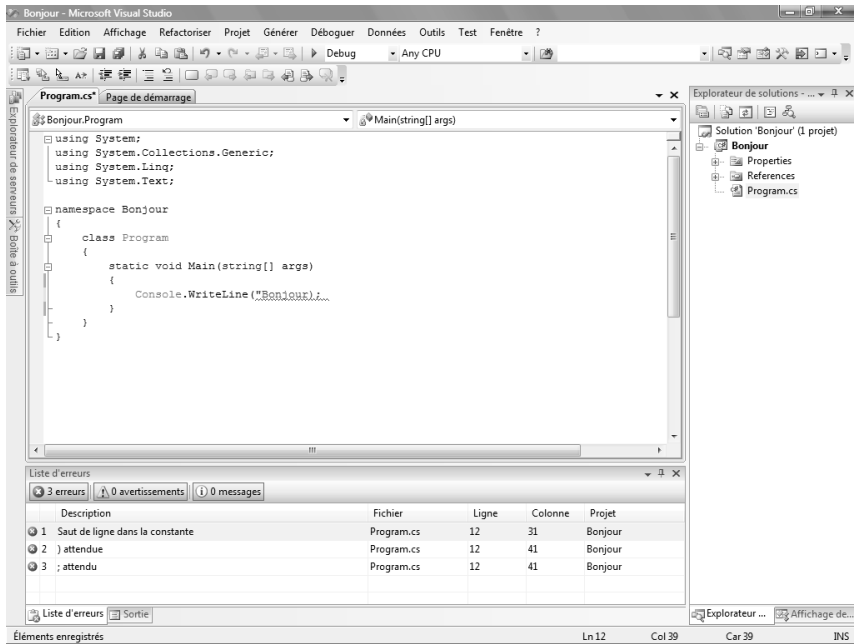 Bonjour - Microsoft Visual Studio
Fichier Edition Affichage Refactoriser Projet Générer Déboguer Données Outils Test Fenêtre ?
Debug Any CPU
Program.cs* Page de démarrage
Explorateur de serveurs
Boîte à outils
Bonjour.Program Main(string[] args)
using System;
using System.Collections.Generic;
using System.Linq;
using System.Text;
namespace Bonjour
{
class Program
{
static void Main(string[] args)
{
Console.WriteLine("Bonjour);
}
}
}
Explorateur de solutions - ...
Solution 'Bonjour' (1 projet)
Bonjour
Properties
References
Program.cs
Liste d'erreurs
3 erreurs 0 avertissements 0 messages
Description Fichier Ligne Colonne Projet
1 Saut de ligne dans la constante Program.cs 12 31 Bonjour
2 ) attendue Program.cs 12 41 Bonjour
3 ; attendu Program.cs 12 41 Bonjour
Liste d'erreurs Sortie
Explorateur ... Affichage de...
Éléments enregistrés Ln 12 Col 39 Car 39 INS